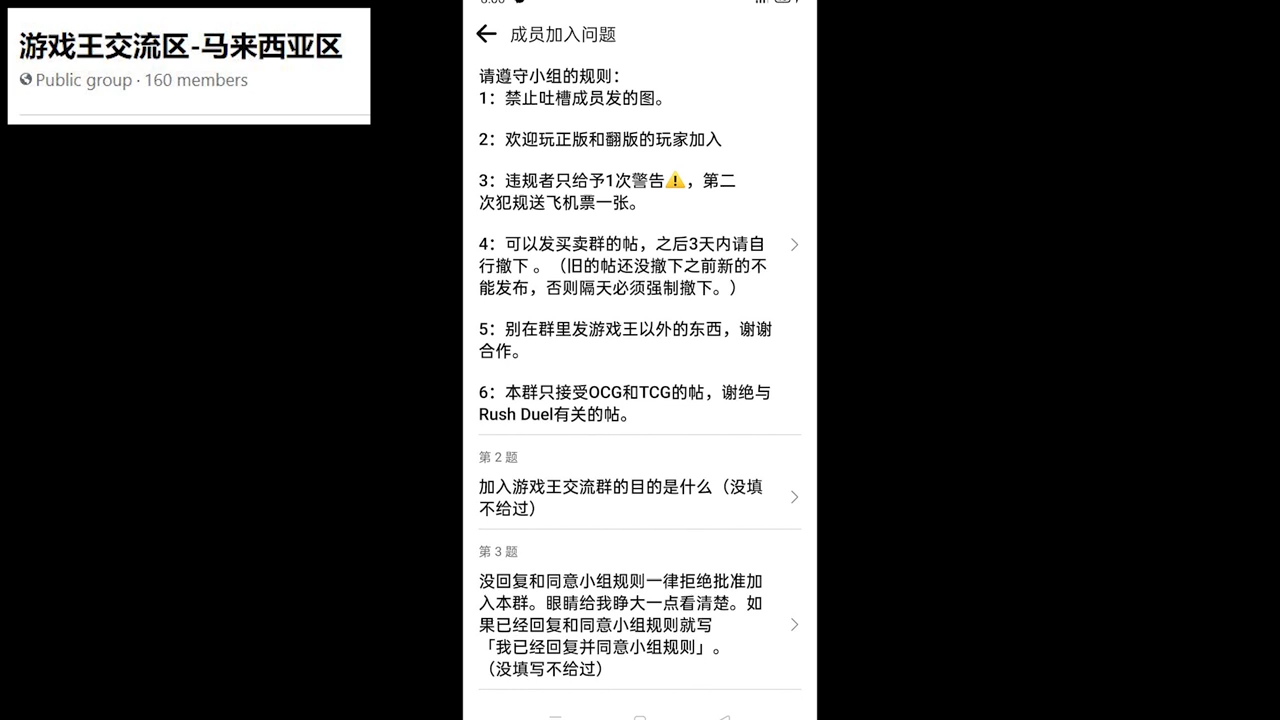 游戏王交流区-马来西亚区
Public group · 160 members
成员加入问题
请遵守小组的规则：
1：禁止吐槽成员发的图。
2：欢迎玩正版和翻版的玩家加入
3：违规者只给予1次警告⚠️，第二
次犯规送飞机票一张。
4：可以发买卖群的帖，之后3天内请自
行撤下 。（旧的帖还没撤下之前新的不
能发布，否则隔天必须强制撤下。）
5：别在群里发游戏王以外的东西，谢谢
合作。
6：本群只接受OCG和TCG的帖，谢绝与
Rush Duel有关的帖。
第 2 题
加入游戏王交流群的目的是什么（没填
不给过）
第 3 题
没回复和同意小组规则一律拒绝批准加
入本群。眼睛给我睁大一点看清楚。如
果已经回复和同意小组规则就写
「我已经回复并同意小组规则」。
（没填写不给过）